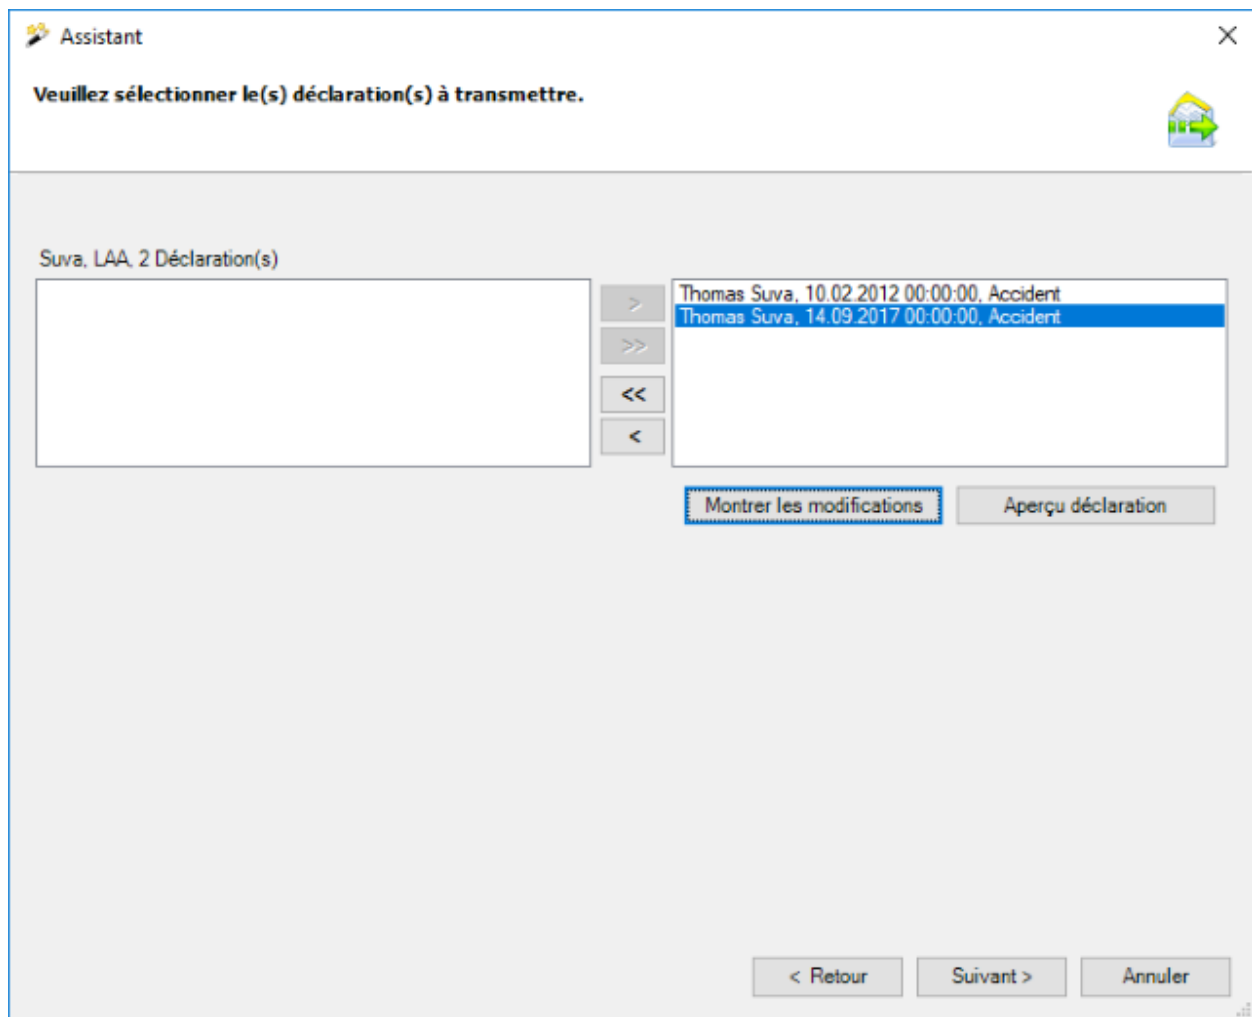 Assistant
Veuillez sélectionner le(s) déclaration(s) à transmettre.
Suva, LAA, 2 Déclaration(s)
>
>>
<<
<
Thomas Suva, 10.02.2012 00:00:00, Accident
Thomas Suva, 14.09.2017 00:00:00, Accident
Montrer les modifications
Aperçu déclaration
< Retour
Suivant >
Annuler